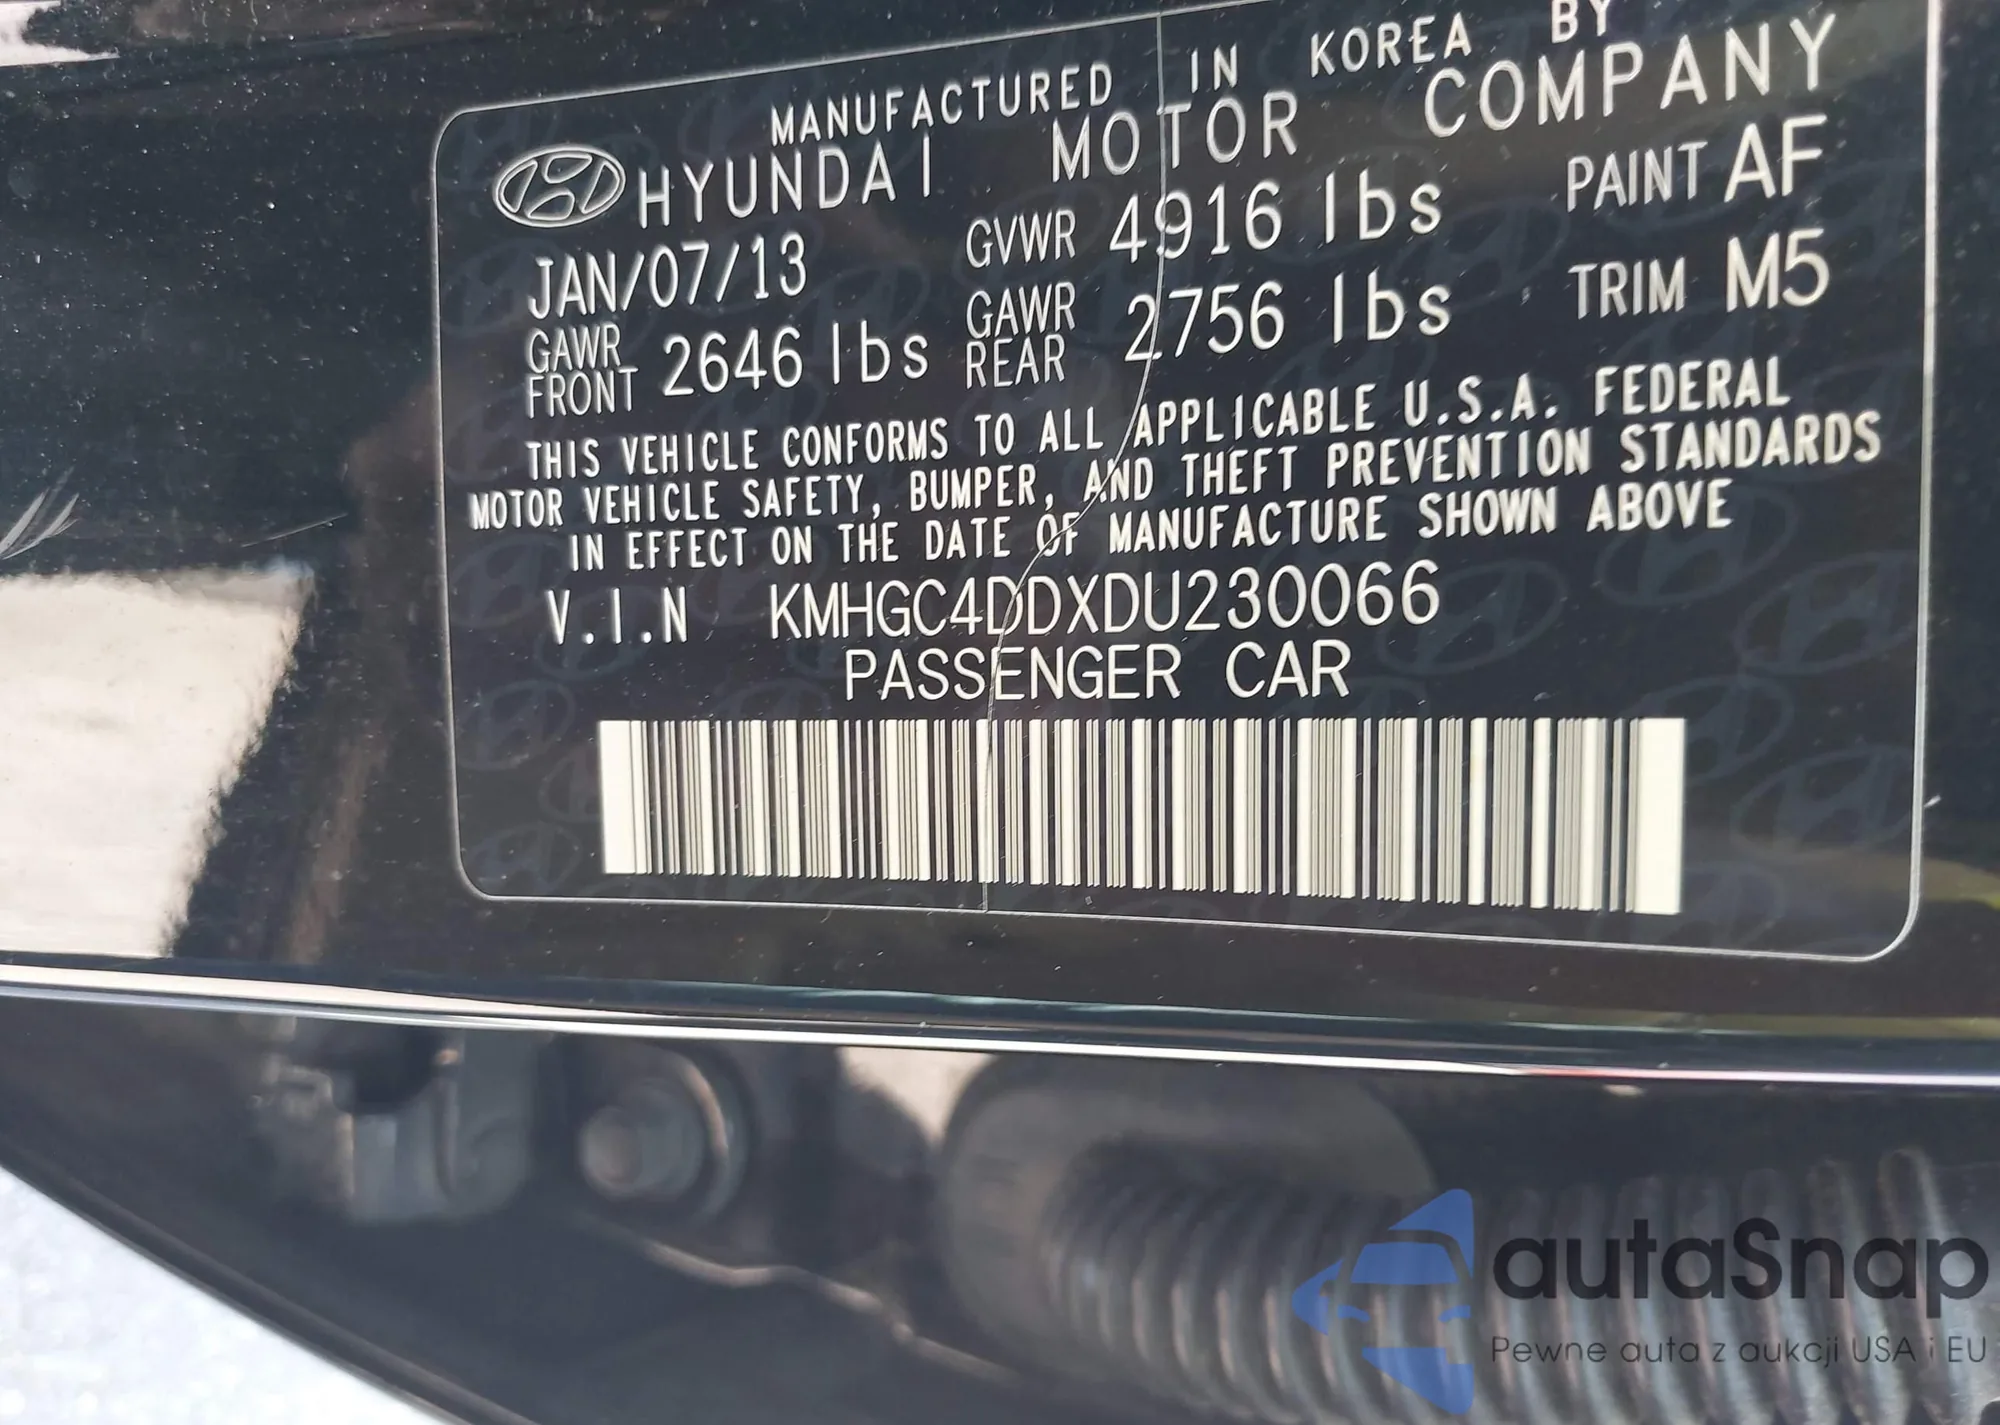 MANUFACTURED IN KOREA BY
HYUNDAI MOTOR COMPANY
JAN/07/13 GVWR 4916 lbs PAINT AF
GAWR FRONT 2646 lbs GAWR REAR 2756 lbs TRIM M5
THIS VEHICLE CONFORMS TO ALL APPLICABLE U.S.A. FEDERAL
MOTOR VEHICLE SAFETY, BUMPER, AND THEFT PREVENTION STANDARDS
IN EFFECT ON THE DATE OF MANUFACTURE SHOWN ABOVE
V.I.N KMHGC4DDXDU230066
PASSENGER CAR
autaSnap
Pewne auta z aukcji USA i EU